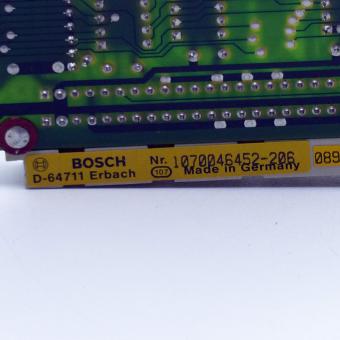 BOSCH Nr. 1070046452-206 089
D-64711 Erbach 107 Made in Germany